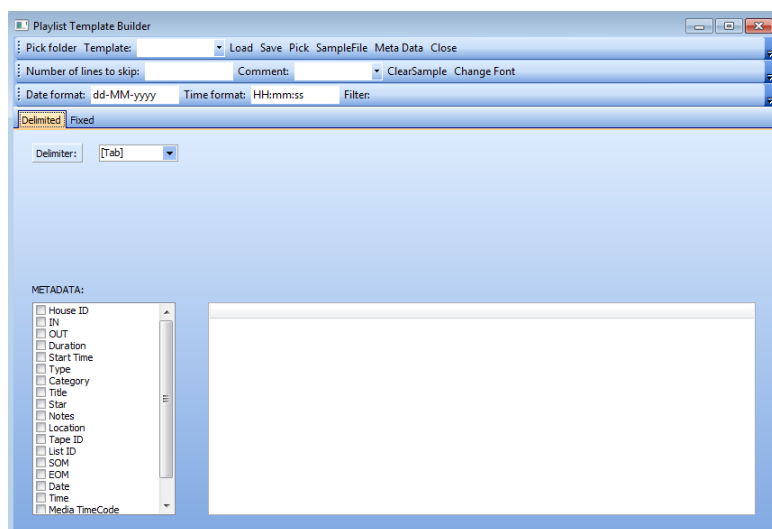 Playlist Template Builder
Pick folder Template: Load Save Pick SampleFile Meta Data Close
Number of lines to skip: Comment: ClearSample Change Font
Date format: dd-MM-yyyy Time format: HH:mm:ss Filter:
Delimited Fixed
Delimiter: [Tab]
METADATA:
House ID
IN
OUT
Duration
Start Time
Type
Category
Title
Star
Notes
Location
Tape ID
List ID
SOM
EOM
Date
Time
Media TimeCode